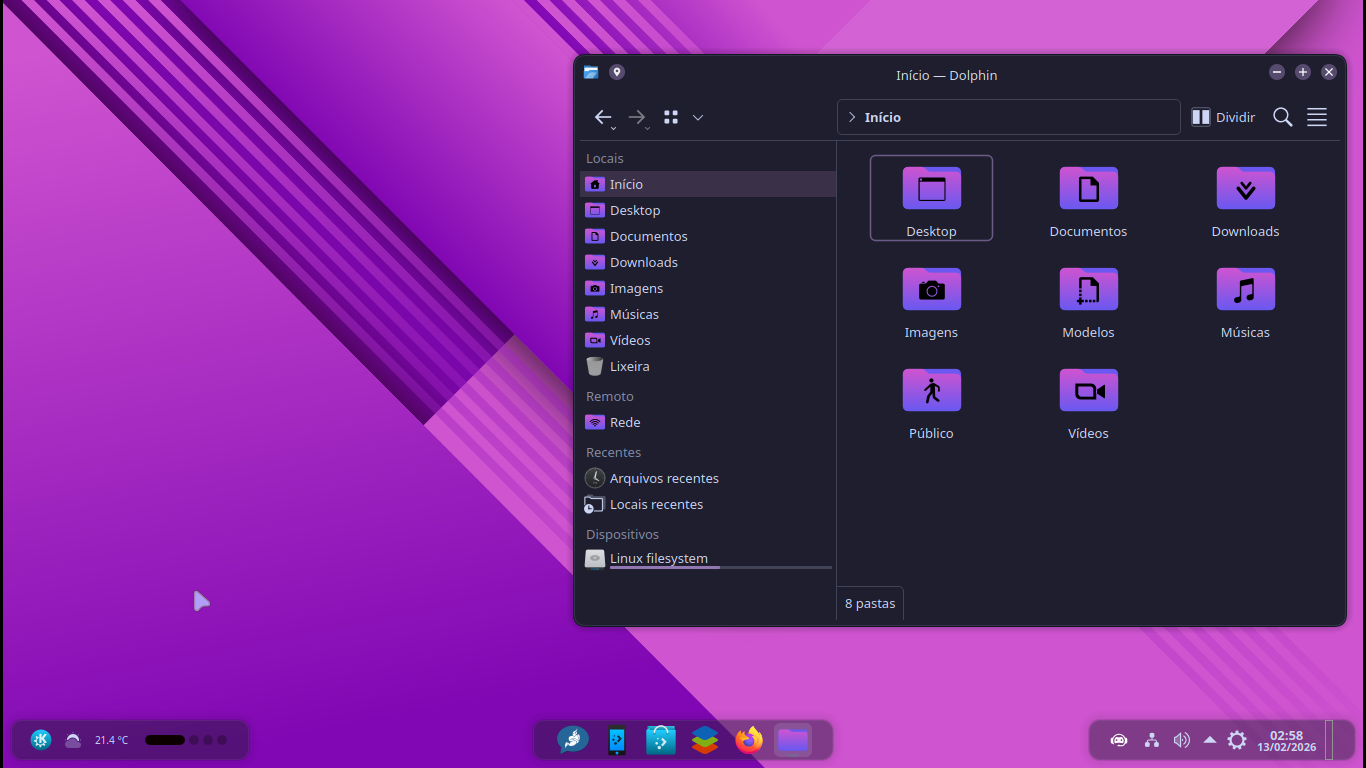 Início — Dolphin
Início
Dividir
Locais
Início
Desktop
Documentos
Downloads
Imagens
Músicas
Vídeos
Lixeira
Remoto
Rede
Recentes
Arquivos recentes
Locais recentes
Dispositivos
Linux filesystem
Desktop
Documentos
Downloads
Imagens
Modelos
Músicas
Público
Vídeos
8 pastas
21.4 °C
02:58
13/02/2026